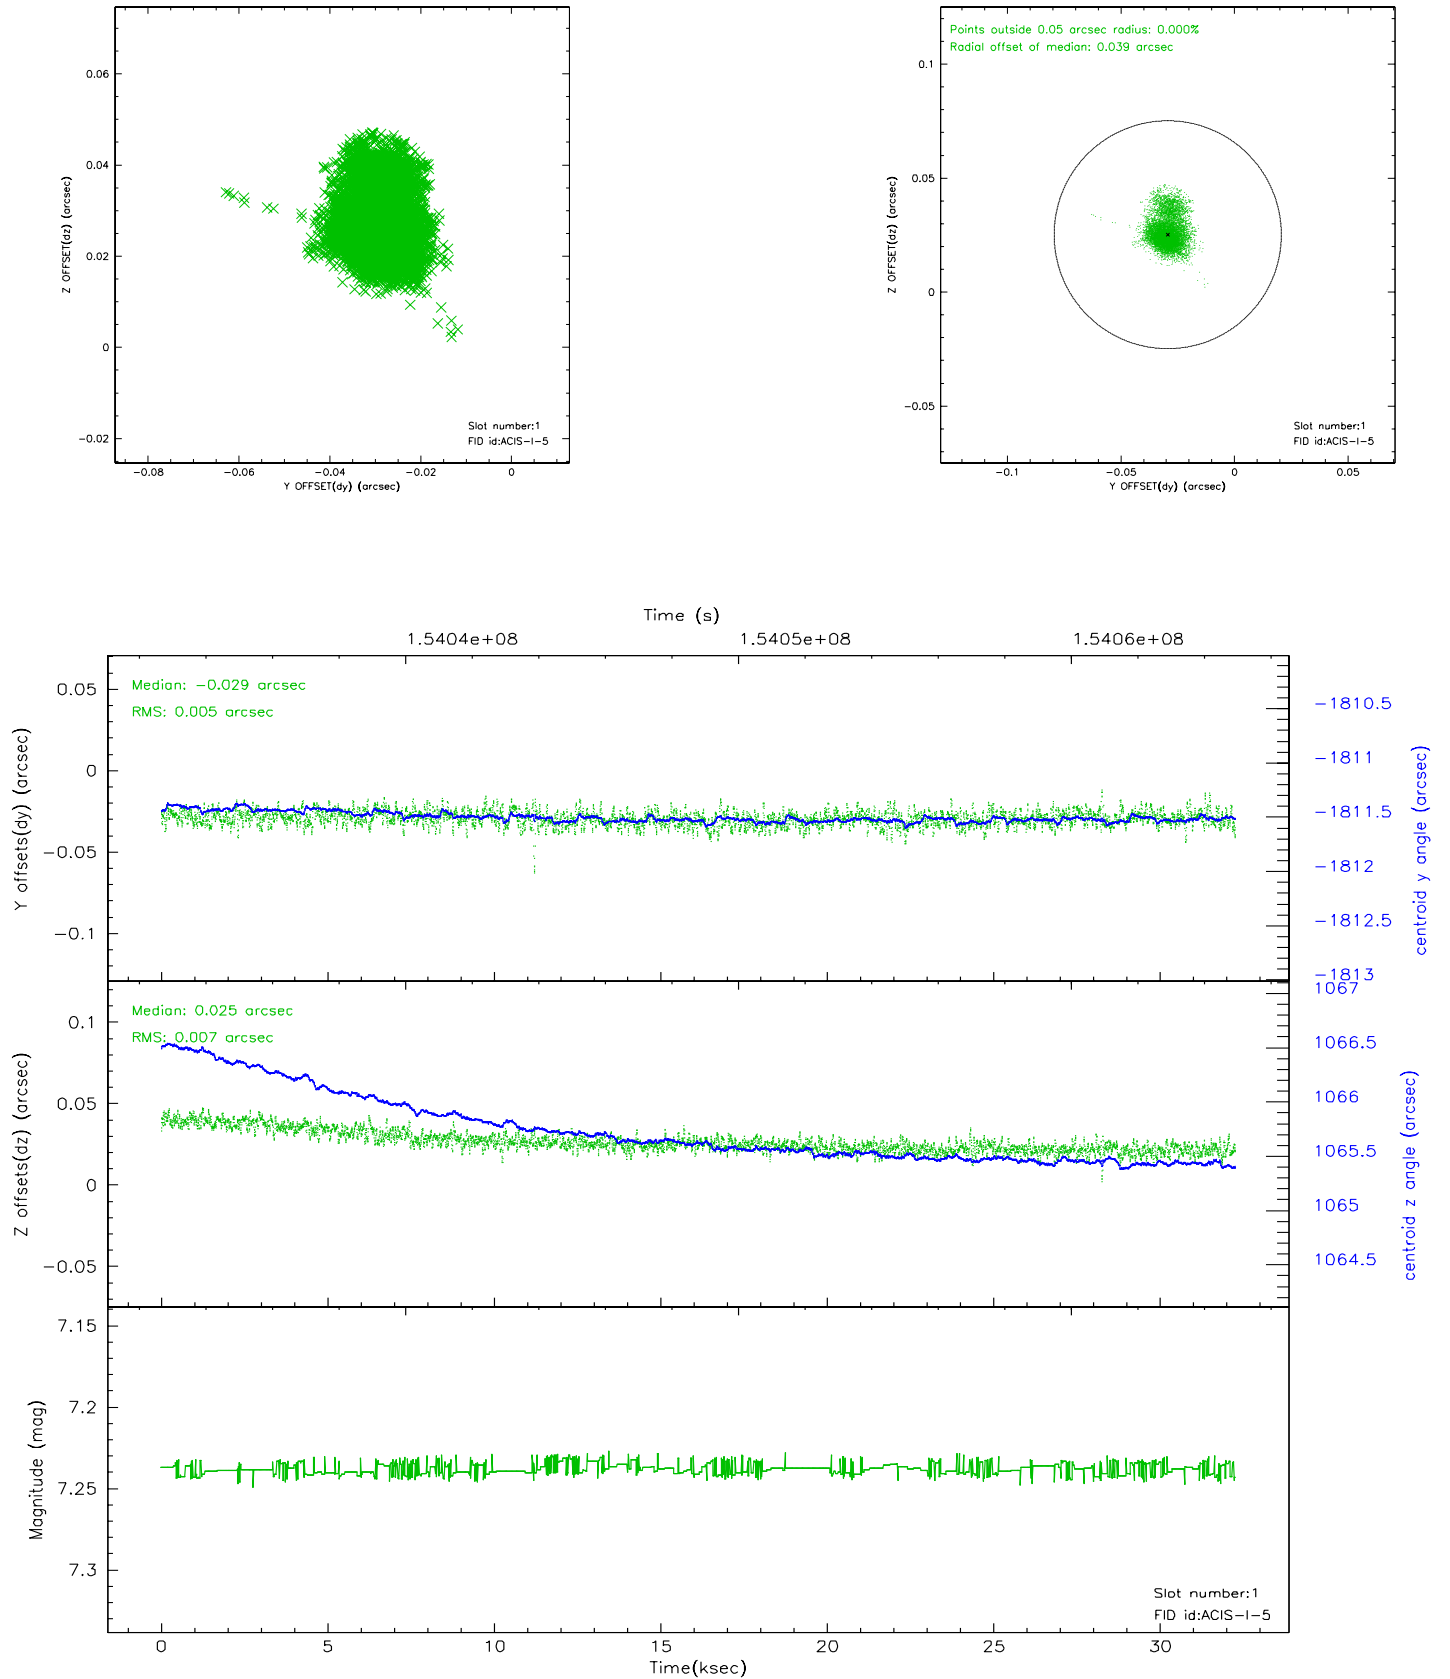 0.06
0.04
0.02
0
−0.02
Z OFFSET(dz) (arcsec)
Slot number:1
FID id:ACIS−I−5
−0.08 −0.06 −0.04 −0.02 0
Y OFFSET(dy) (arcsec)
Points outside 0.05 arcsec radius: 0.000%
Radial offset of median: 0.039 arcsec
0.1
0.05
0
−0.05
Z OFFSET(dz) (arcsec)
Slot number:1
FID id:ACIS−I−5
−0.1 −0.05 0 0.05
Y OFFSET(dy) (arcsec)
Time (s)
1.5404e+08 1.5405e+08 1.5406e+08
Median: −0.029 arcsec
RMS: 0.005 arcsec
0.05
0
−0.05
−0.1
Y offsets(dy) (arcsec)
−1810.5
−1811
−1811.5
−1812
−1812.5
−1813
centroid y angle (arcsec)
Median: 0.025 arcsec
RMS: 0.007 arcsec
0.1
0.05
0
−0.05
Z offsets(dz) (arcsec)
1067
1066.5
1066
1065.5
1065
1064.5
centroid z angle (arcsec)
7.15
7.2
7.25
7.3
Magnitude (mag)
Slot number:1
FID id:ACIS−I−5
0 5 10 15 20 25 30
Time(ksec)